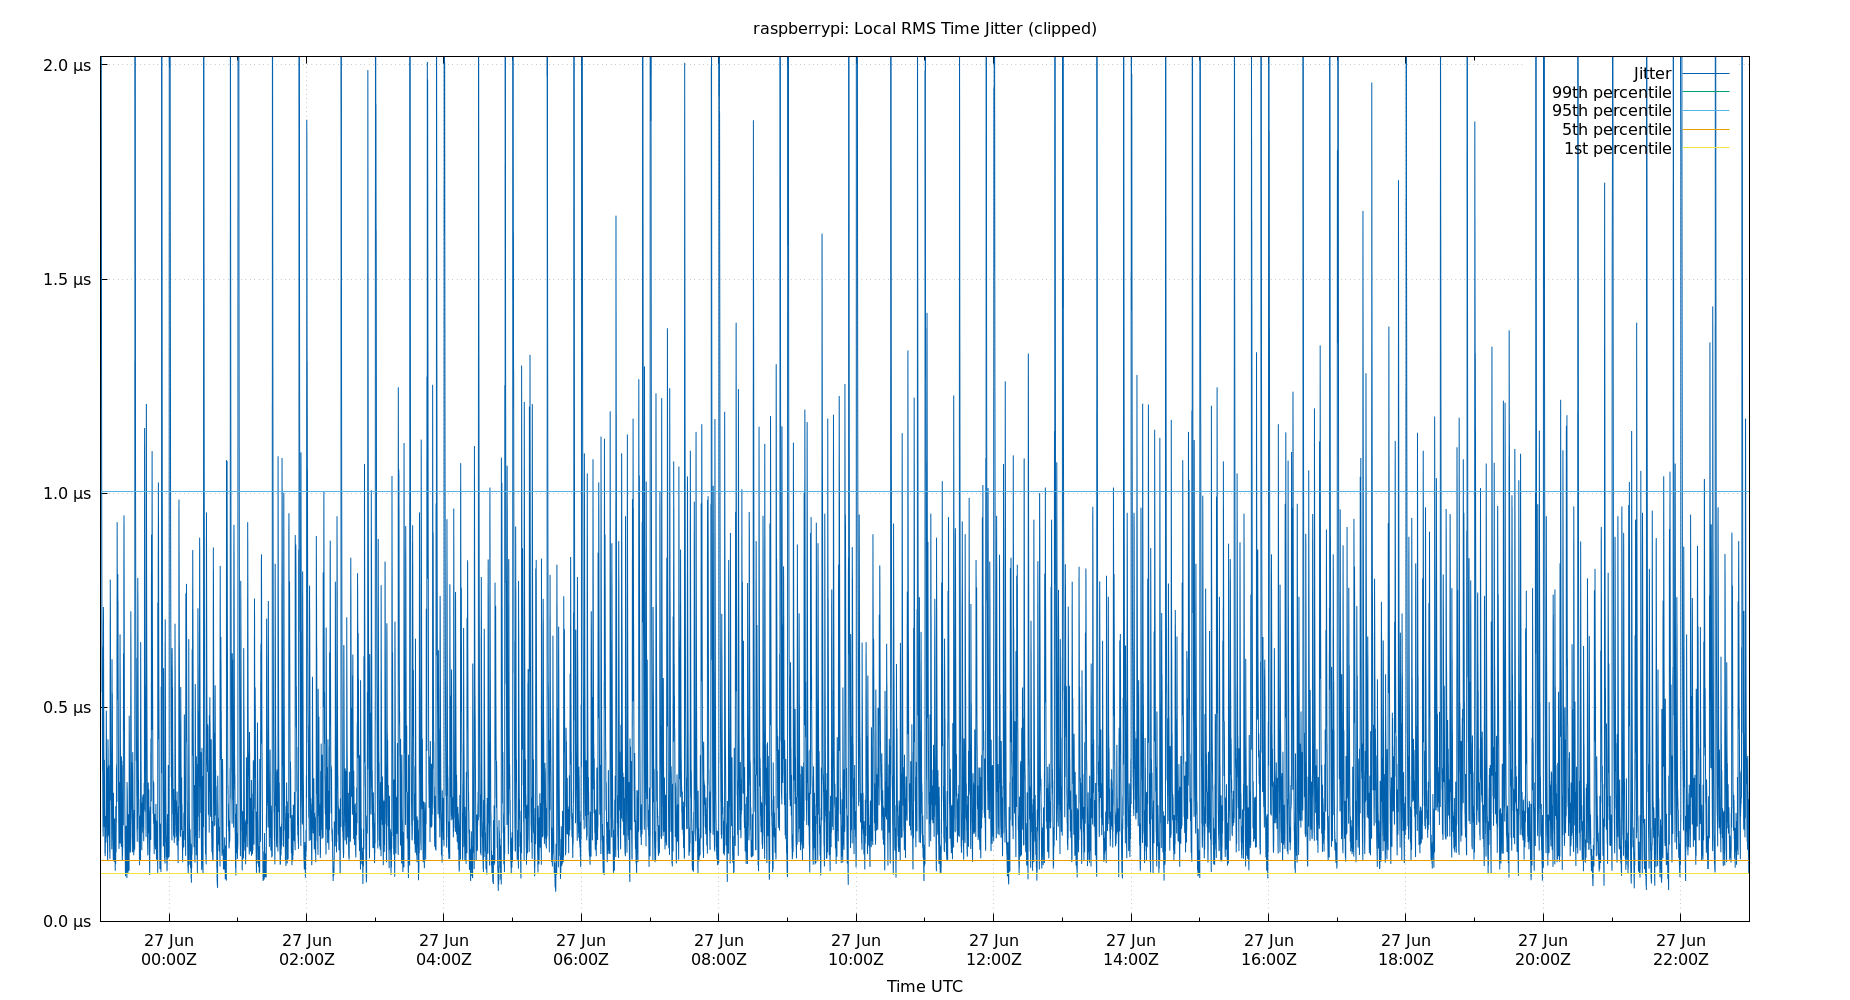 raspberrypi: Local RMS Time Jitter (clipped)
2.0 µs
1.5 µs
1.0 µs
0.5 µs
0.0 µs
Jitter
99th percentile
95th percentile
5th percentile
1st percentile
27 Jun 27 Jun 27 Jun 27 Jun 27 Jun 27 Jun 27 Jun 27 Jun 27 Jun 27 Jun 27 Jun 27 Jun
00:00Z 02:00Z 04:00Z 06:00Z 08:00Z 10:00Z 12:00Z 14:00Z 16:00Z 18:00Z 20:00Z 22:00Z
Time UTC